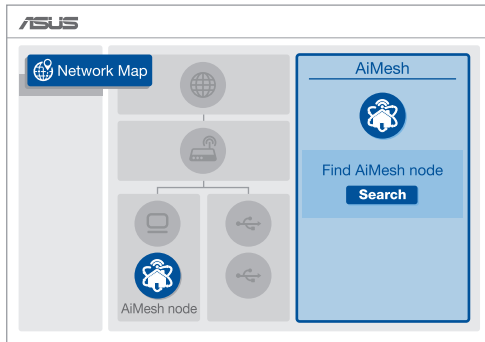 ASUS
Network Map
AiMesh
Find AiMesh node
Search
AiMesh node